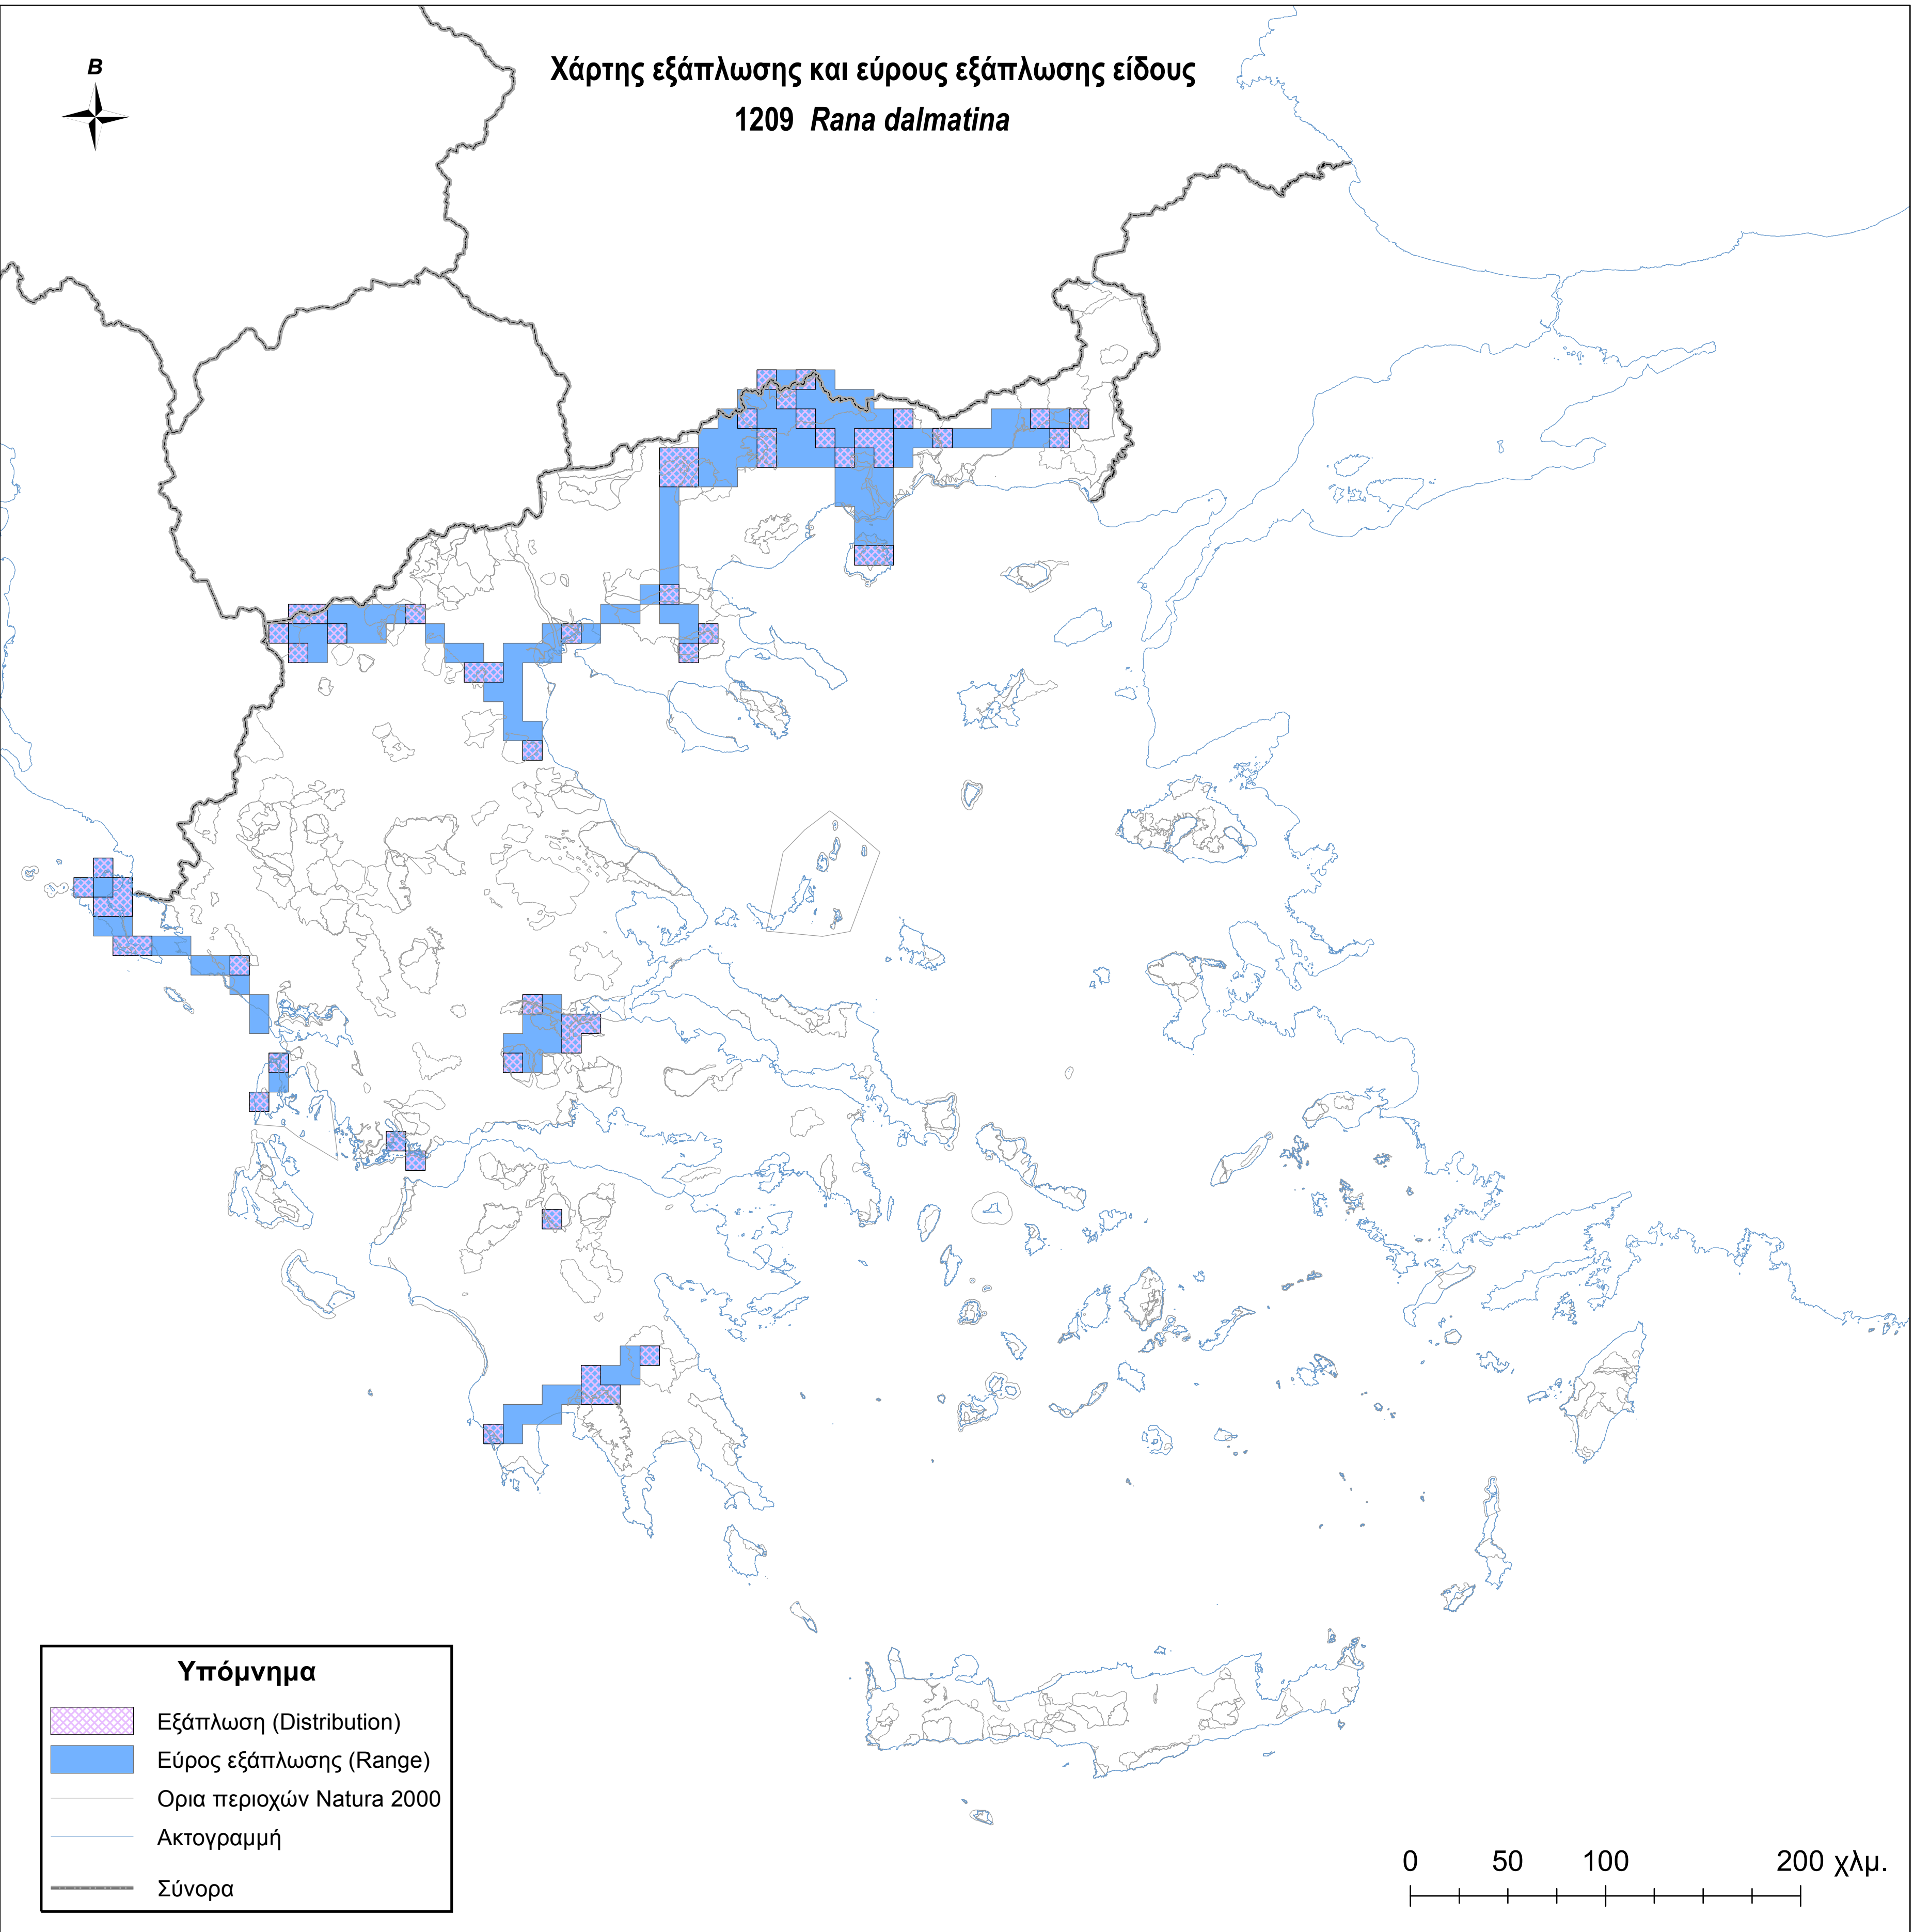 Χάρτης εξάπλωσης και εύρους εξάπλωσης είδους
1209 Rana dalmatina
Β
Υπόμνημα
Εξάπλωση (Distribution)
Εύρος εξάπλωσης (Range)
Ορια περιοχών Natura 2000
Ακτογραμμή
Σύνορα
0 50 100 200 χλμ.